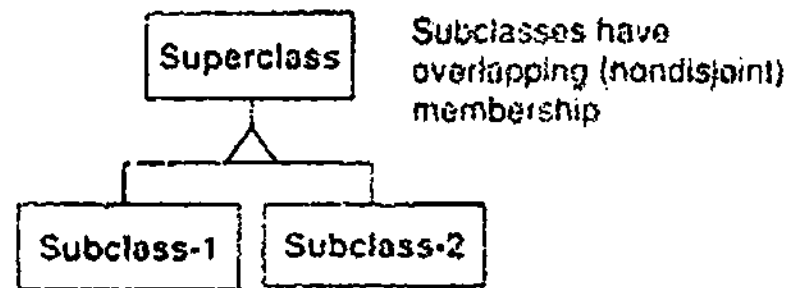 Superclass
Subclasses have
overlapping (nondisjoint)
membership
Subclass-1
Subclass-2